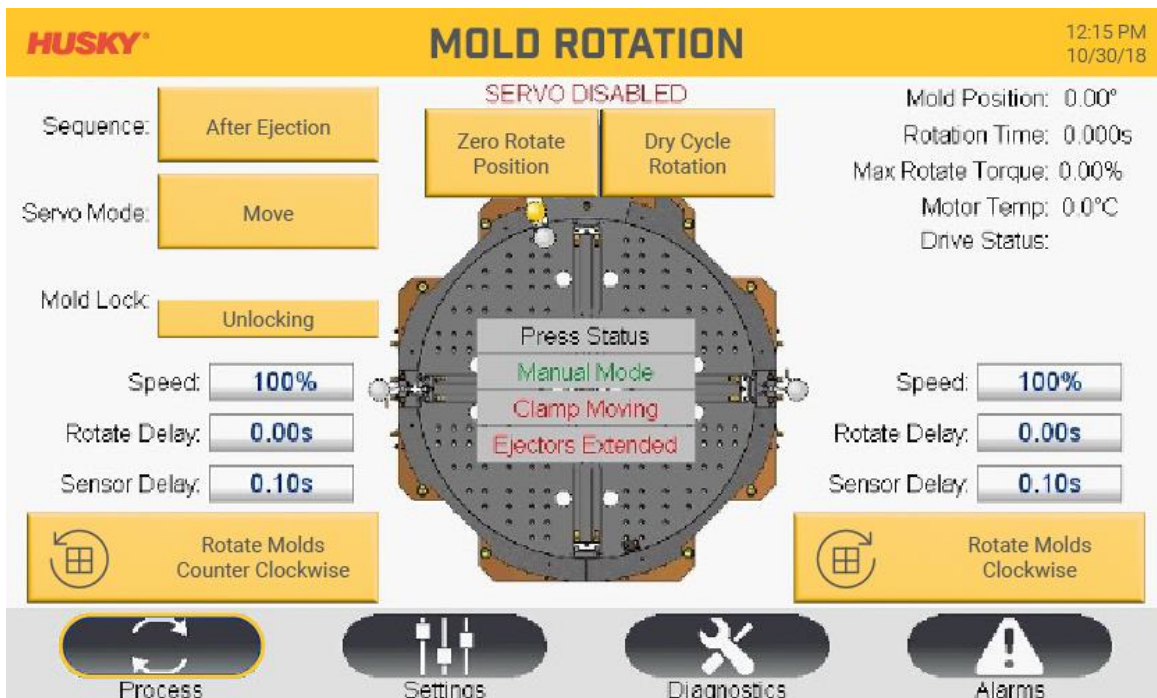 HUSKY®
MOLD ROTATION
12:15 PM
10/30/18
SERVO DISABLED
Sequence:
After Ejection
Zero Rotate
Position
Dry Cycle
Rotation
Mold Position: 0.00°
Rotation Time: 0.000s
Max Rotate Torque: 0.00%
Motor Temp: 0.0°C
Drive Status:
Servo Mode:
Move
Mold Lock:
Unlocking
Press Status
Manual Mode
Clamp Moving
Ejectors Extended
Speed: 100%
Rotate Delay: 0.00s
Sensor Delay: 0.10s
Speed: 100%
Rotate Delay: 0.00s
Sensor Delay: 0.10s
Rotate Molds
Counter Clockwise
Rotate Molds
Clockwise
Process
Settings
Diagnostics
Alarms